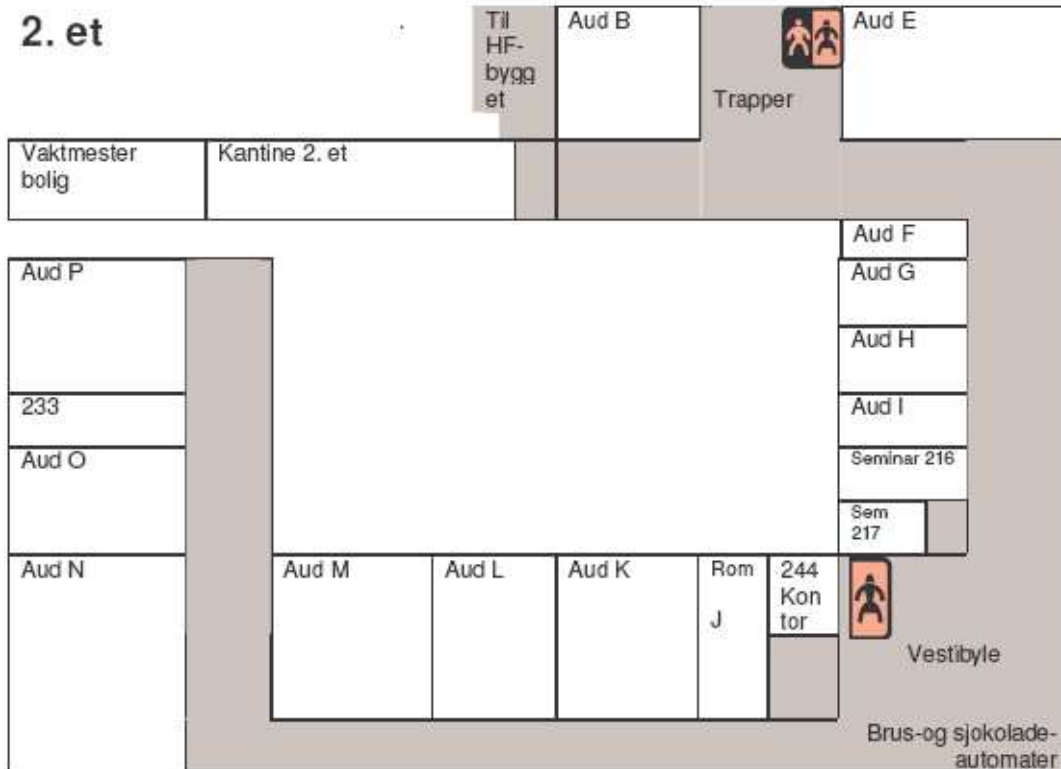 2. et
Til
HF-
bygg
et
Aud B
Aud E
Trapper
Vaktmester
bolig
Kantine 2. et
Aud F
Aud P
Aud G
Aud H
233
Aud I
Aud O
Seminar 216
Sem
217
Aud N
Aud M
Aud L
Aud K
Rom
J
244
Kon
tor
Vestibyle
Brus-og sjokolade-
automater